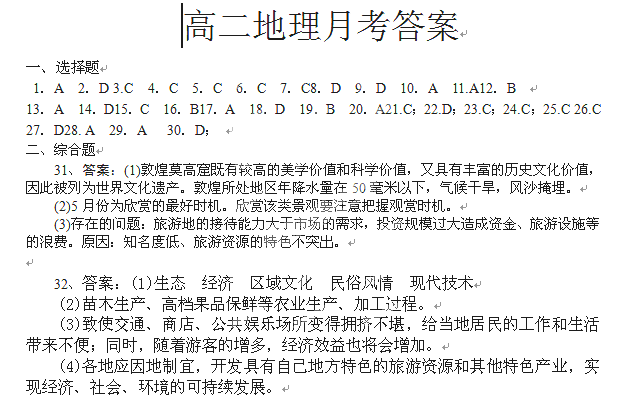 高二地理月考答案
一、选择题
1．A 2．D 3.C 4．C 5．C 6．C 7．C8．D 9．D 10．A 11.A12．B
13．A 14．D15．C 16．B17．A 18．D 19．B 20．A21.C；22.D；23.C；24.C；25.C 26.C
27．D28. A 29．A 30．D；
二、综合题
31、答案：(1)敦煌莫高窟既有较高的美学价值和科学价值，又具有丰富的历史文化价值，
因此被列为世界文化遗产。敦煌所处地区年降水量在 50 毫米以下，气候干旱，风沙掩埋。
(2)5 月份为欣赏的最好时机。欣赏该类景观要注意把握观赏时机。
(3)存在的问题：旅游地的接待能力大于市场的需求，投资规模过大造成资金、旅游设施等
的浪费。原因：知名度低、旅游资源的特色不突出。
32、答案：(1)生态 经济 区域文化 民俗风情 现代技术
(2)苗木生产、高档果品保鲜等农业生产、加工过程。
(3)致使交通、商店、公共娱乐场所变得拥挤不堪，给当地居民的工作和生活
带来不便；同时，随着游客的增多，经济效益也将会增加。
(4)各地应因地制宜，开发具有自己地方特色的旅游资源和其他特色产业，实
现经济、社会、环境的可持续发展。